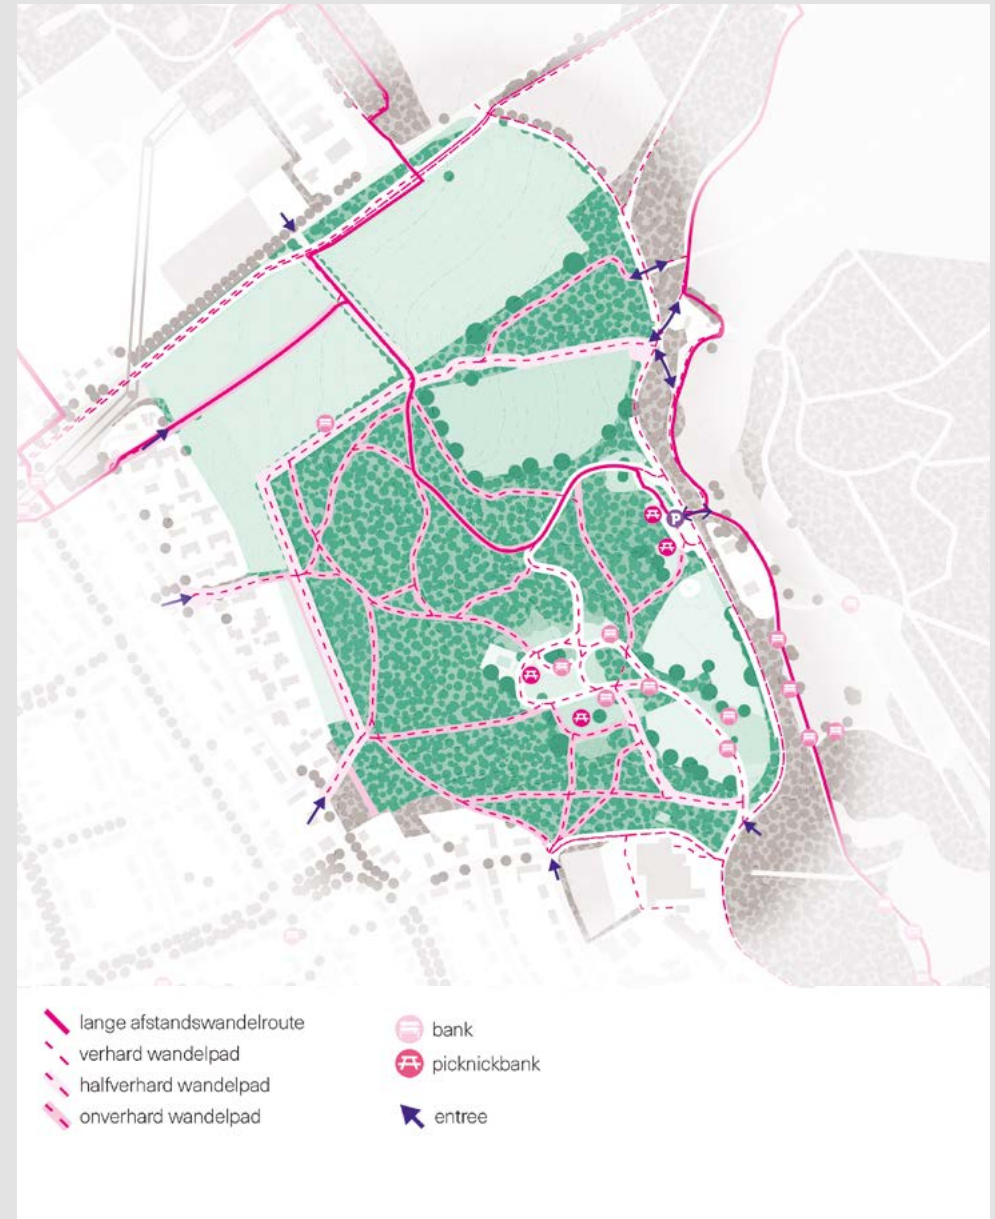 P
lange afstandswandelroute
verhard wandelpad
halfverhard wandelpad
onverhard wandelpad
bank
picknickbank
entree